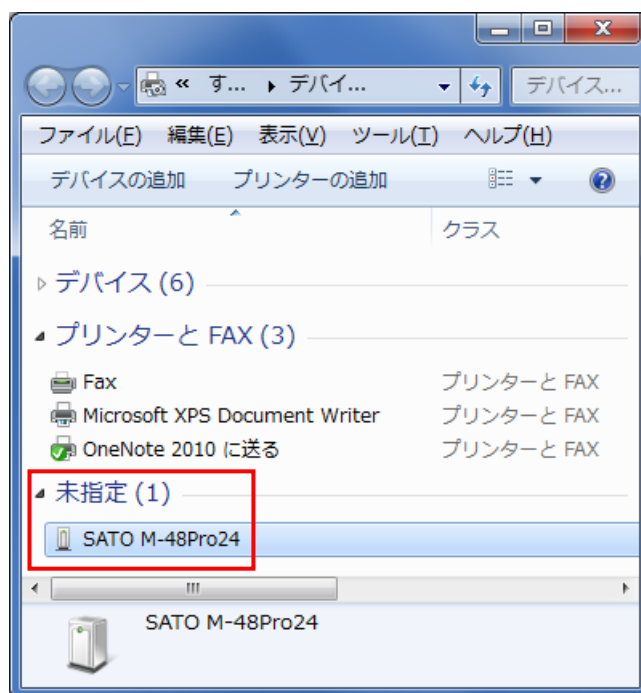 « す... ▸ デバイ... デバイス...
ファイル(F) 編集(E) 表示(V) ツール(T) ヘルプ(H)
デバイスの追加 プリンターの追加
名前 クラス
デバイス (6)
プリンターと FAX (3)
Fax プリンターと FAX
Microsoft XPS Document Writer プリンターと FAX
OneNote 2010 に送る プリンターと FAX
未指定 (1)
SATO M-48Pro24
SATO M-48Pro24